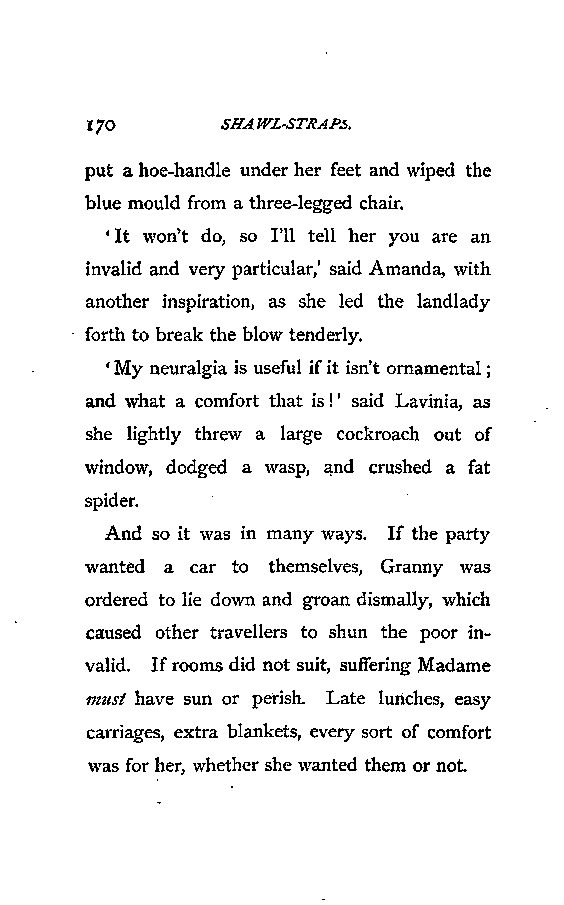 170 SHAWL-STRAPS.
put a hoe-handle under her feet and wiped the
blue mould from a three-legged chair.
‘It won’t do, so I’ll tell her you are an
invalid and very particular,’ said Amanda, with
another inspiration, as she led the landlady
forth to break the blow tenderly.
‘My neuralgia is useful if it isn’t ornamental;
and what a comfort that is!’ said Lavinia, as
she lightly threw a large cockroach out of
window, dodged a wasp, and crushed a fat
spider.
And so it was in many ways. If the party
wanted a car to themselves, Granny was
ordered to lie down and groan dismally, which
caused other travellers to shun the poor in-
valid. If rooms did not suit, suffering Madame
must have sun or perish. Late lunches, easy
carriages, extra blankets, every sort of comfort
was for her, whether she wanted them or not.